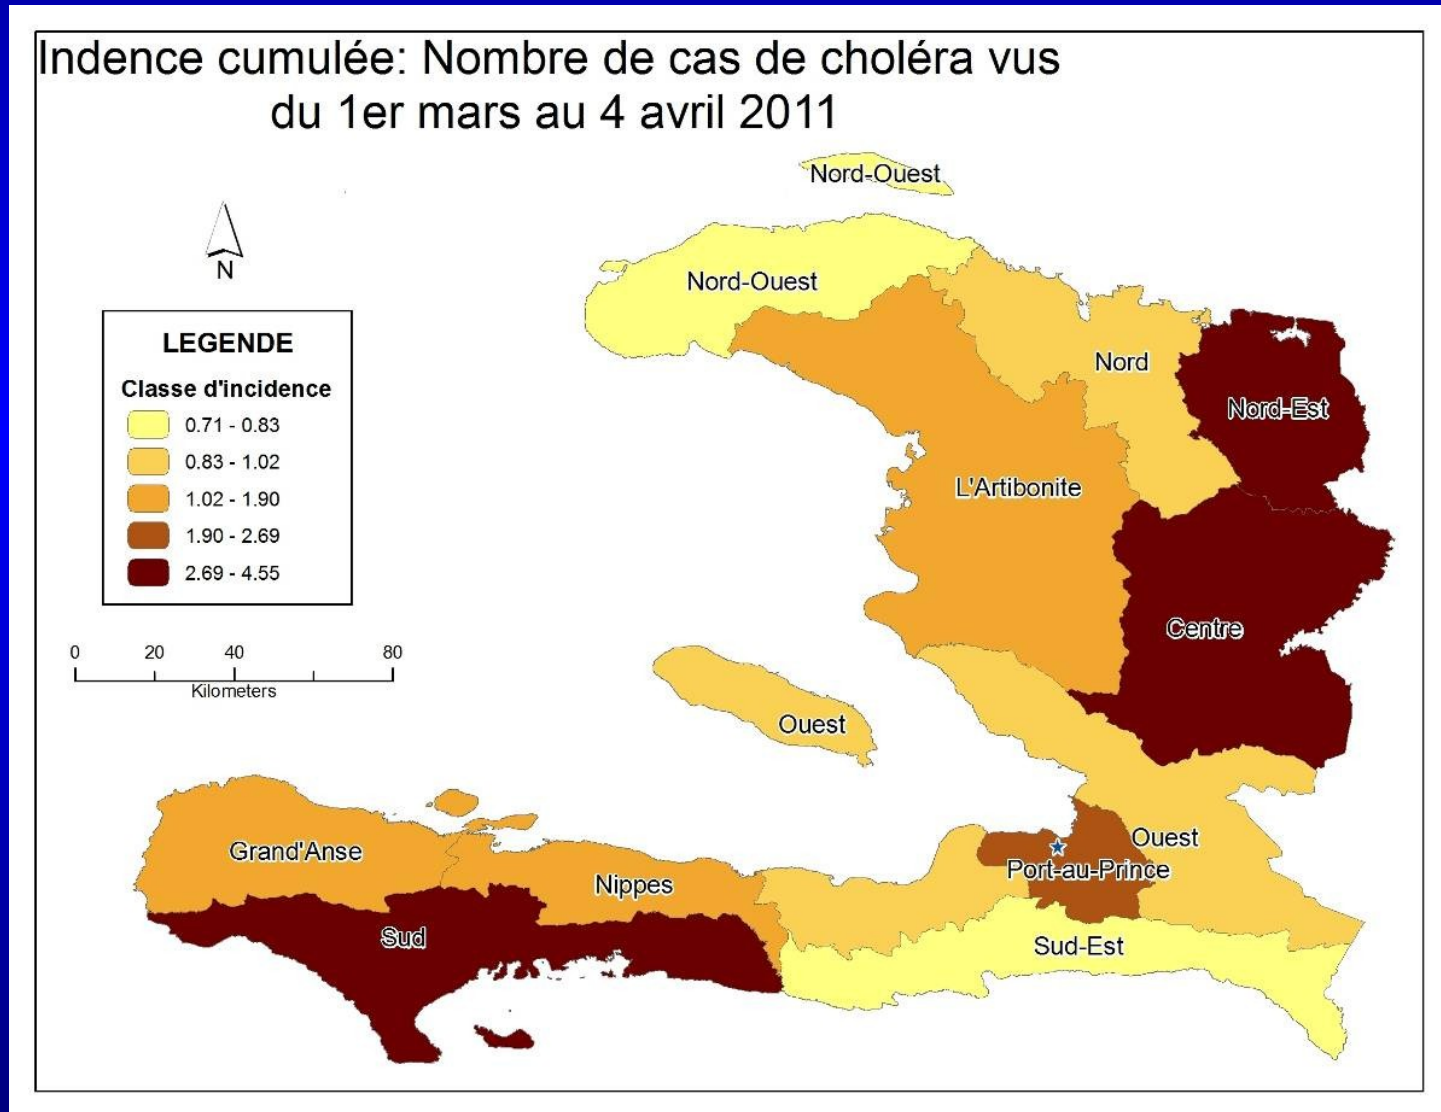 Indence cumulée: Nombre de cas de choléra vus
du 1er mars au 4 avril 2011
Nord-Ouest
N
Nord-Ouest
LEGENDE
Classe d'incidence
0.71 - 0.83
0.83 - 1.02
1.02 - 1.90
1.90 - 2.69
2.69 - 4.55
Nord
Nord-Est
L'Artibonite
Centre
0 20 40 80
Kilometers
Ouest
Grand'Anse
Nippes
Ouest
Port-au-Prince
Sud
Sud-Est